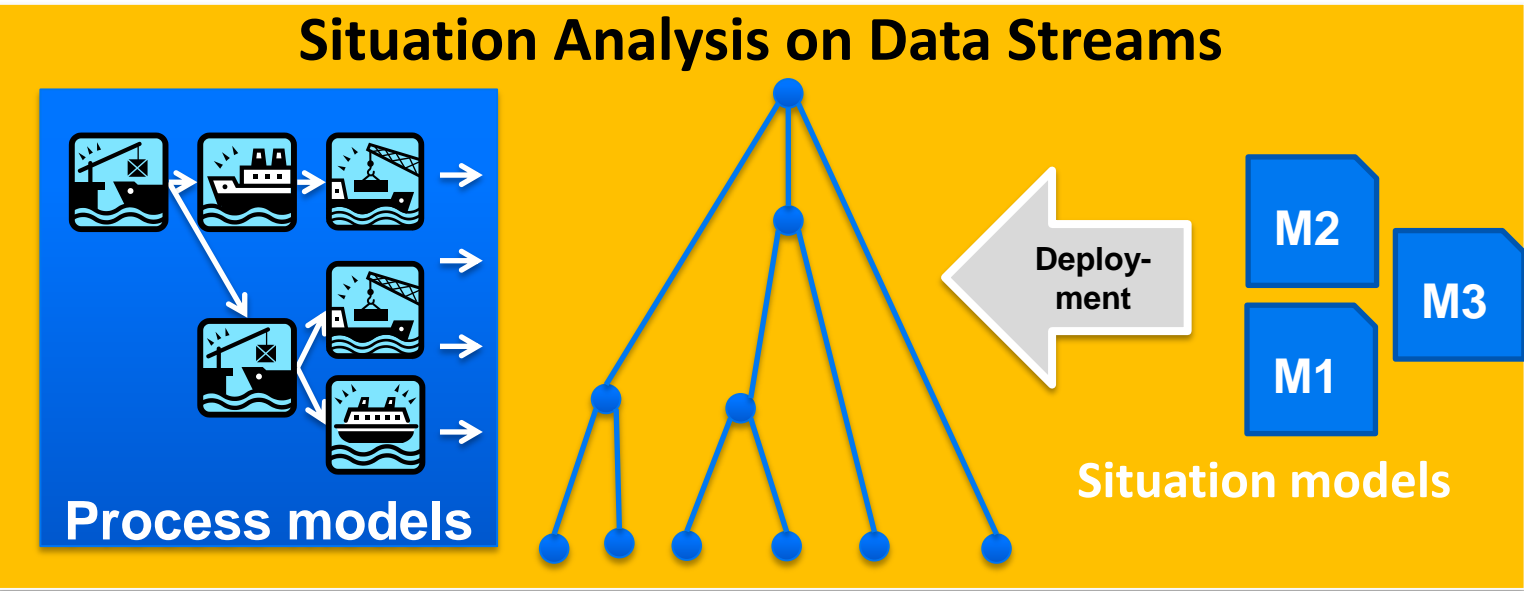 Situation Analysis on Data Streams
Process models
Deploy-
ment
M2
M3
M1
Situation models